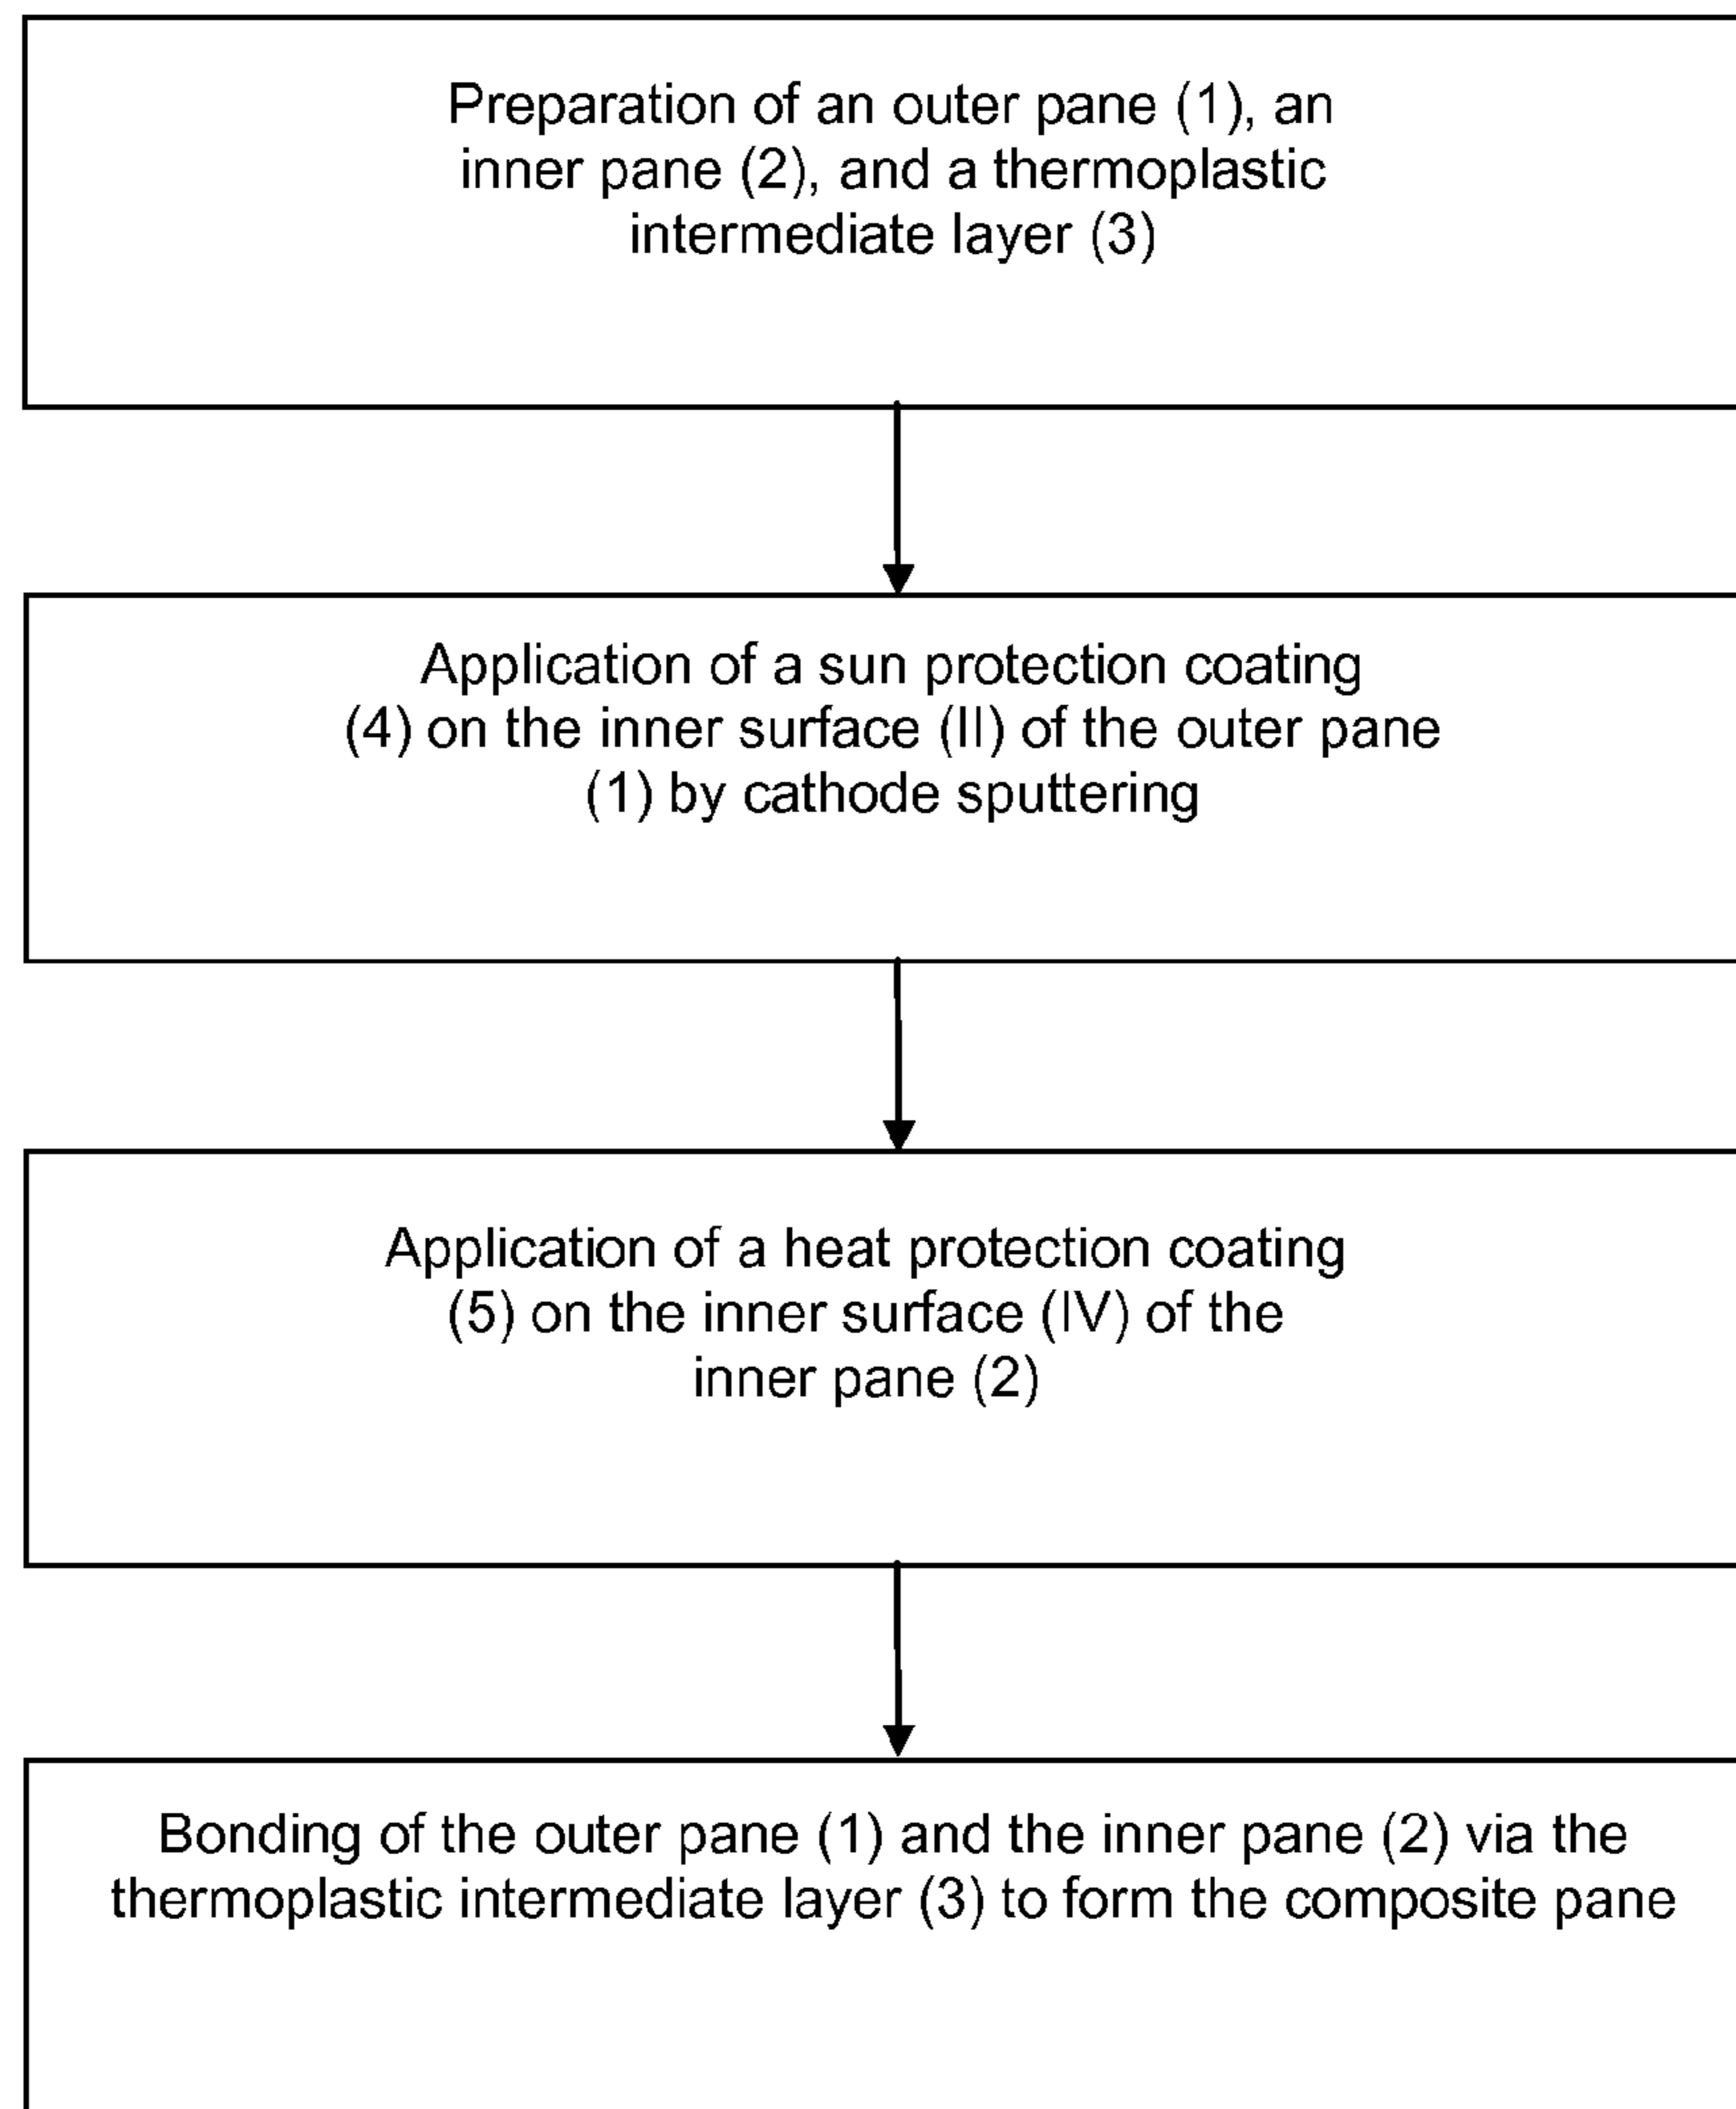 Preparation of an outer pane (1), an
inner pane (2), and a thermoplastic
intermediate layer (3)
Application of a sun protection coating
(4) on the inner surface (II) of the outer pane
(1) by cathode sputtering
Application of a heat protection coating
(5) on the inner surface (IV) of the
inner pane (2)
Bonding of the outer pane (1) and the inner pane (2) via the
thermoplastic intermediate layer (3) to form the composite pane